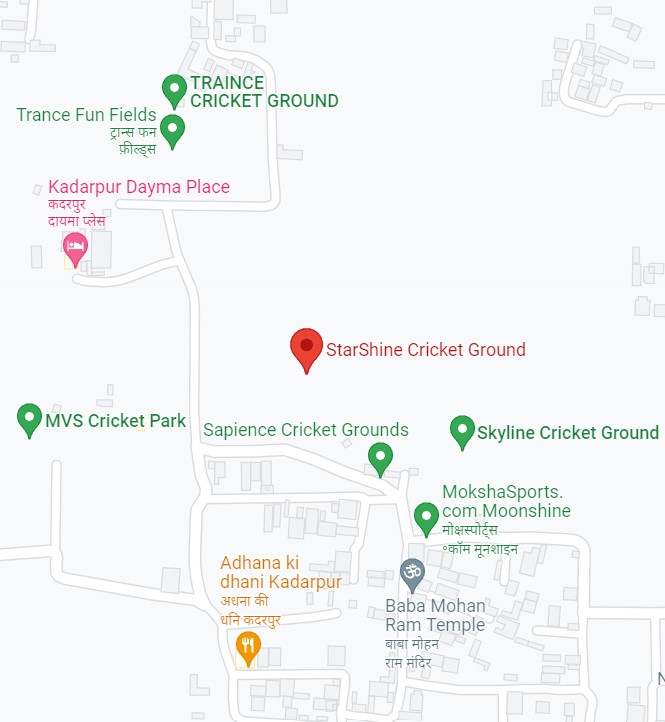 TRAINCE
CRICKET GROUND
Trance Fun Fields
ट्रान्स फन
फ़ील्ड्स
Kadarpur Dayma Place
कदरपुर
दायमा प्लेस
StarShine Cricket Ground
MVS Cricket Park
Sapience Cricket Grounds
Skyline Cricket Ground
MokshaSports.
com Moonshine
मोक्षस्पोर्ट्स
॰कॉम मूनशाइन
Adhana ki
dhani Kadarpur
अधना की
धनि कदरपुर
Baba Mohan
Ram Temple
बाबा मोहन
राम मंदिर
N